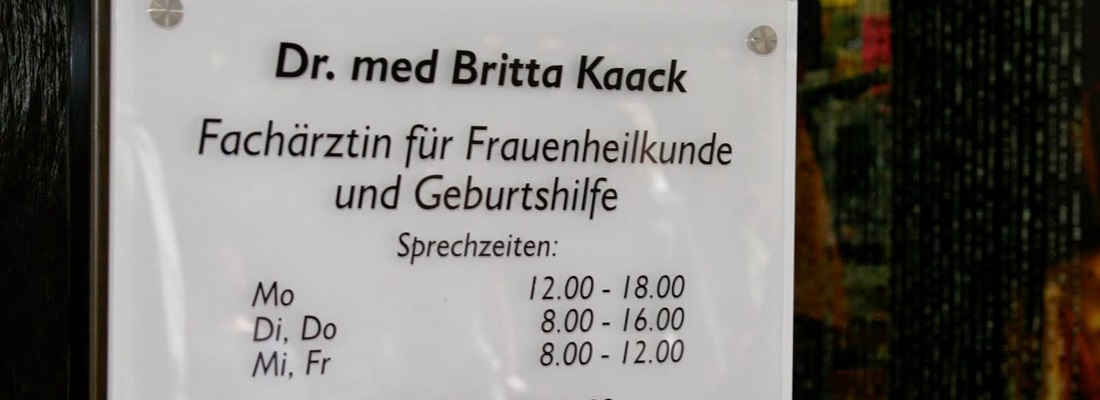 Dr. med Britta Kaack
Fachärztin für Frauenheilkunde
und Geburtshilfe
Sprechzeiten:
Mo 12.00 - 18.00
Di, Do 8.00 - 16.00
Mi, Fr 8.00 - 12.00